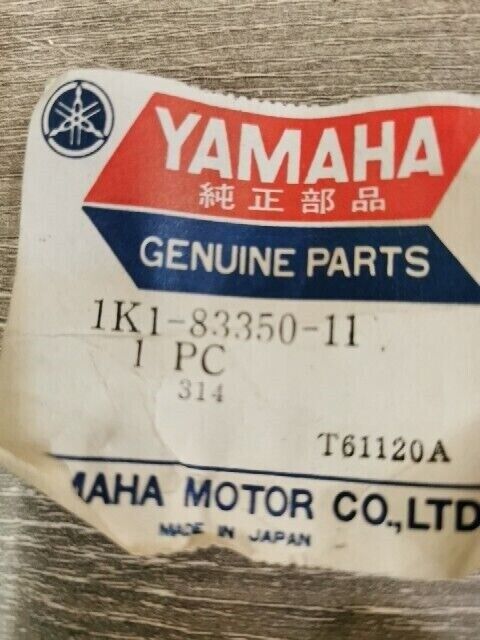 YAMAHA
純正部品
GENUINE PARTS
1K1-83350-11
1 PC
314
T61120A
MAHA MOTOR CO.,LTD
MADE IN JAPAN